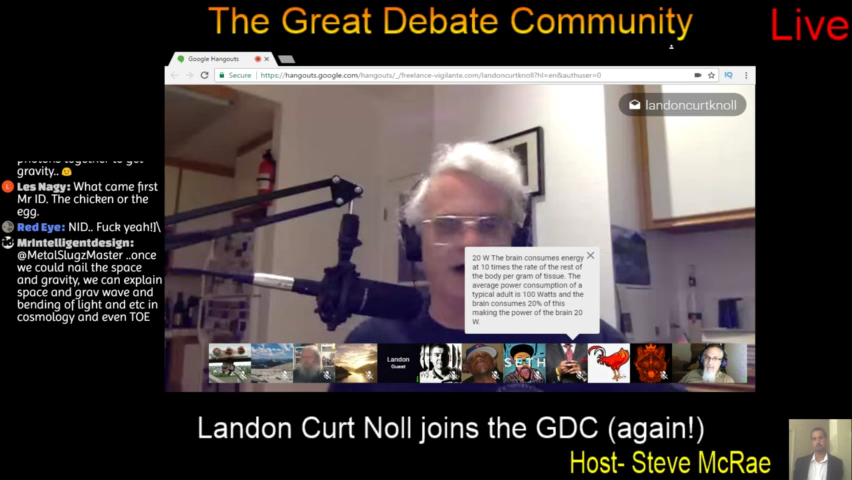 The Great Debate Community
Live
Google Hangouts
Secure
https://hangouts.google.com/hangouts/_/freelance-vigilante.com/landoncurtknoll?hl=en&authuser=0
IQ
landoncurtknoll
photons together to get
gravity..
Les Nagy: What came first
Mr ID. The chicken or the
egg.
Red Eye: NID.. Fuck yeah!)\
MrIntelligentdesign:
@MetalSlugzMaster ..once
we could nail the space
and gravity, we can explain
space and grav wave and
bending of light and etc in
cosmology and even TOE
20 W The brain consumes energy
at 10 times the rate of the rest of
the body per gram of tissue. The
average power consumption of a
typical adult is 100 Watts and the
brain consumes 20% of this
making the power of the brain 20
W.
Landon
Guest
SETH
Landon Curt Noll joins the GDC (again!)
Host- Steve McRae